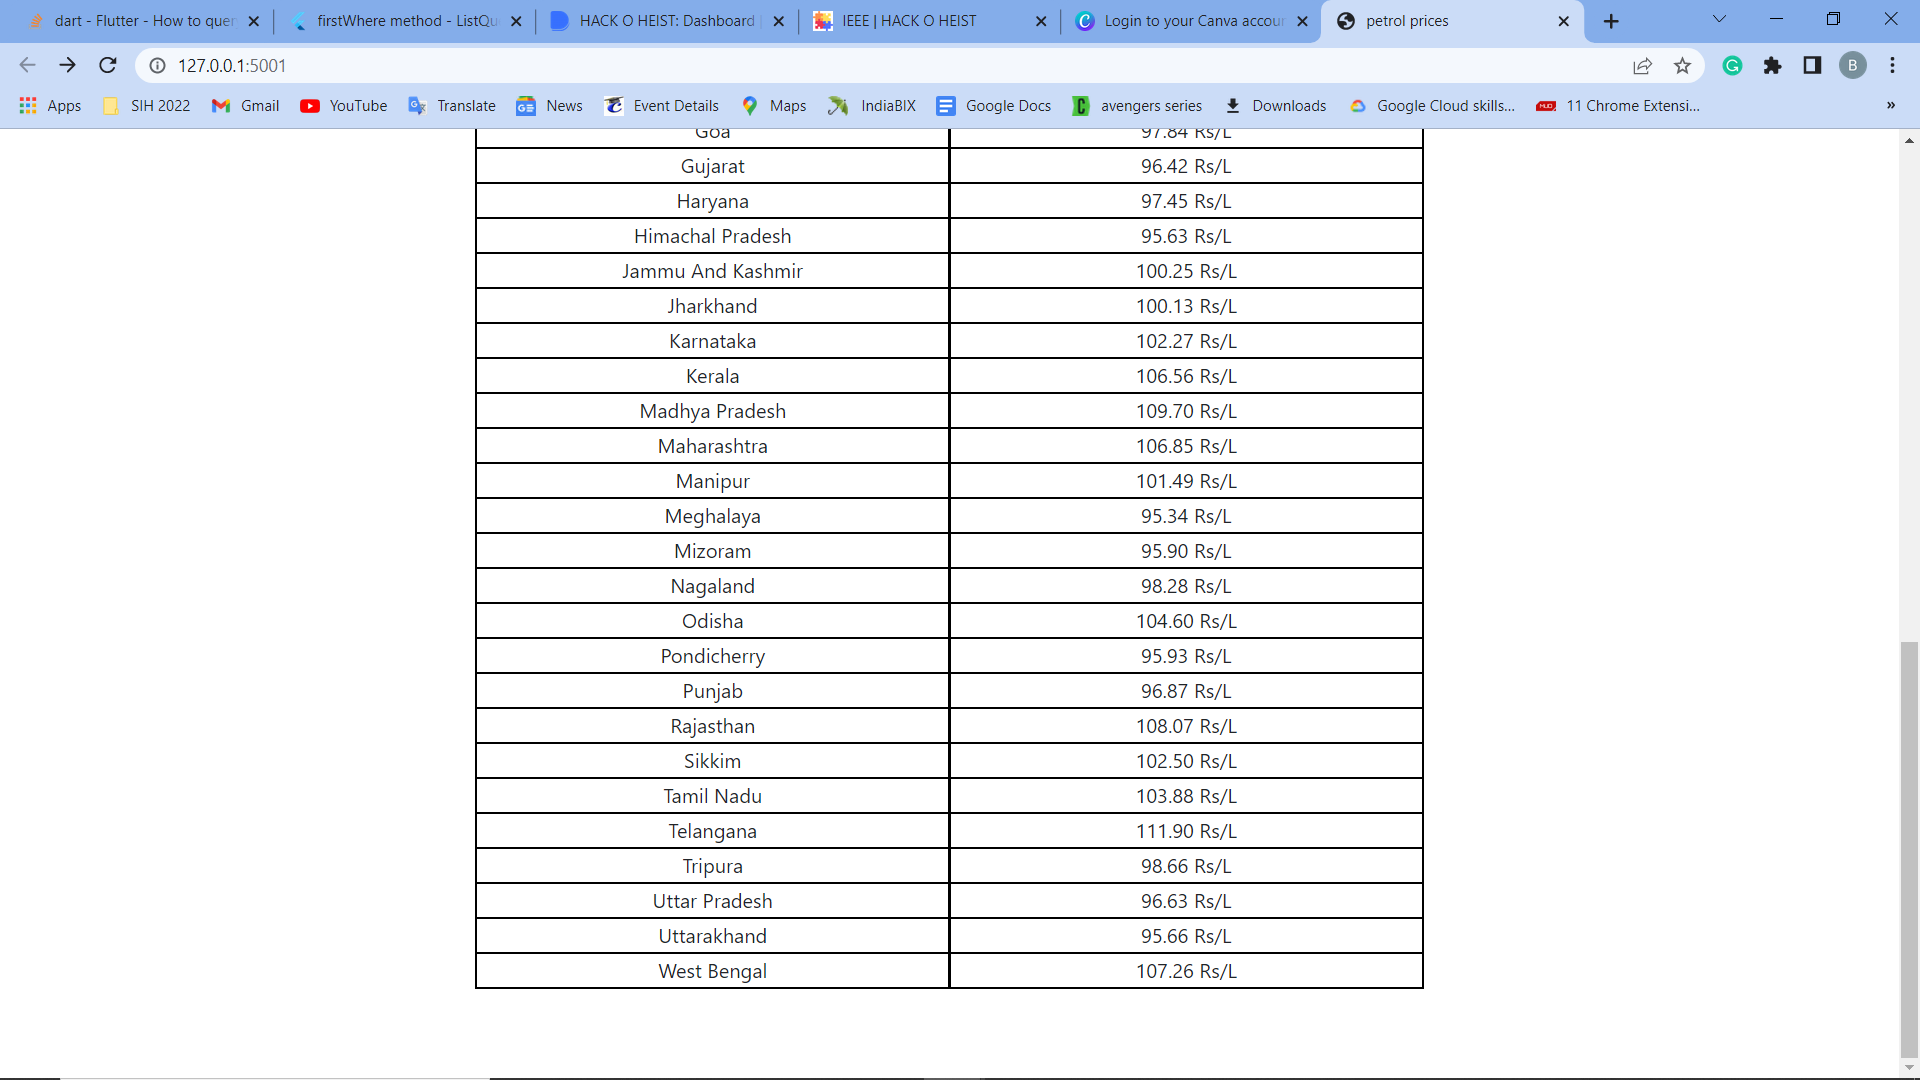 dart - Flutter - How to quer
firstWhere method - ListQu
HACK O HEIST: Dashboard |
IEEE | HACK O HEIST
Login to your Canva accour
petrol prices
127.0.0.1:5001
B
Apps
SIH 2022
Gmail
YouTube
Translate
News
Event Details
Maps
IndiaBIX
Google Docs
avengers series
Downloads
Google Cloud skills...
11 Chrome Extensi...
»
Goa 97.84 Rs/L
Gujarat 96.42 Rs/L
Haryana 97.45 Rs/L
Himachal Pradesh 95.63 Rs/L
Jammu And Kashmir 100.25 Rs/L
Jharkhand 100.13 Rs/L
Karnataka 102.27 Rs/L
Kerala 106.56 Rs/L
Madhya Pradesh 109.70 Rs/L
Maharashtra 106.85 Rs/L
Manipur 101.49 Rs/L
Meghalaya 95.34 Rs/L
Mizoram 95.90 Rs/L
Nagaland 98.28 Rs/L
Odisha 104.60 Rs/L
Pondicherry 95.93 Rs/L
Punjab 96.87 Rs/L
Rajasthan 108.07 Rs/L
Sikkim 102.50 Rs/L
Tamil Nadu 103.88 Rs/L
Telangana 111.90 Rs/L
Tripura 98.66 Rs/L
Uttar Pradesh 96.63 Rs/L
Uttarakhand 95.66 Rs/L
West Bengal 107.26 Rs/L